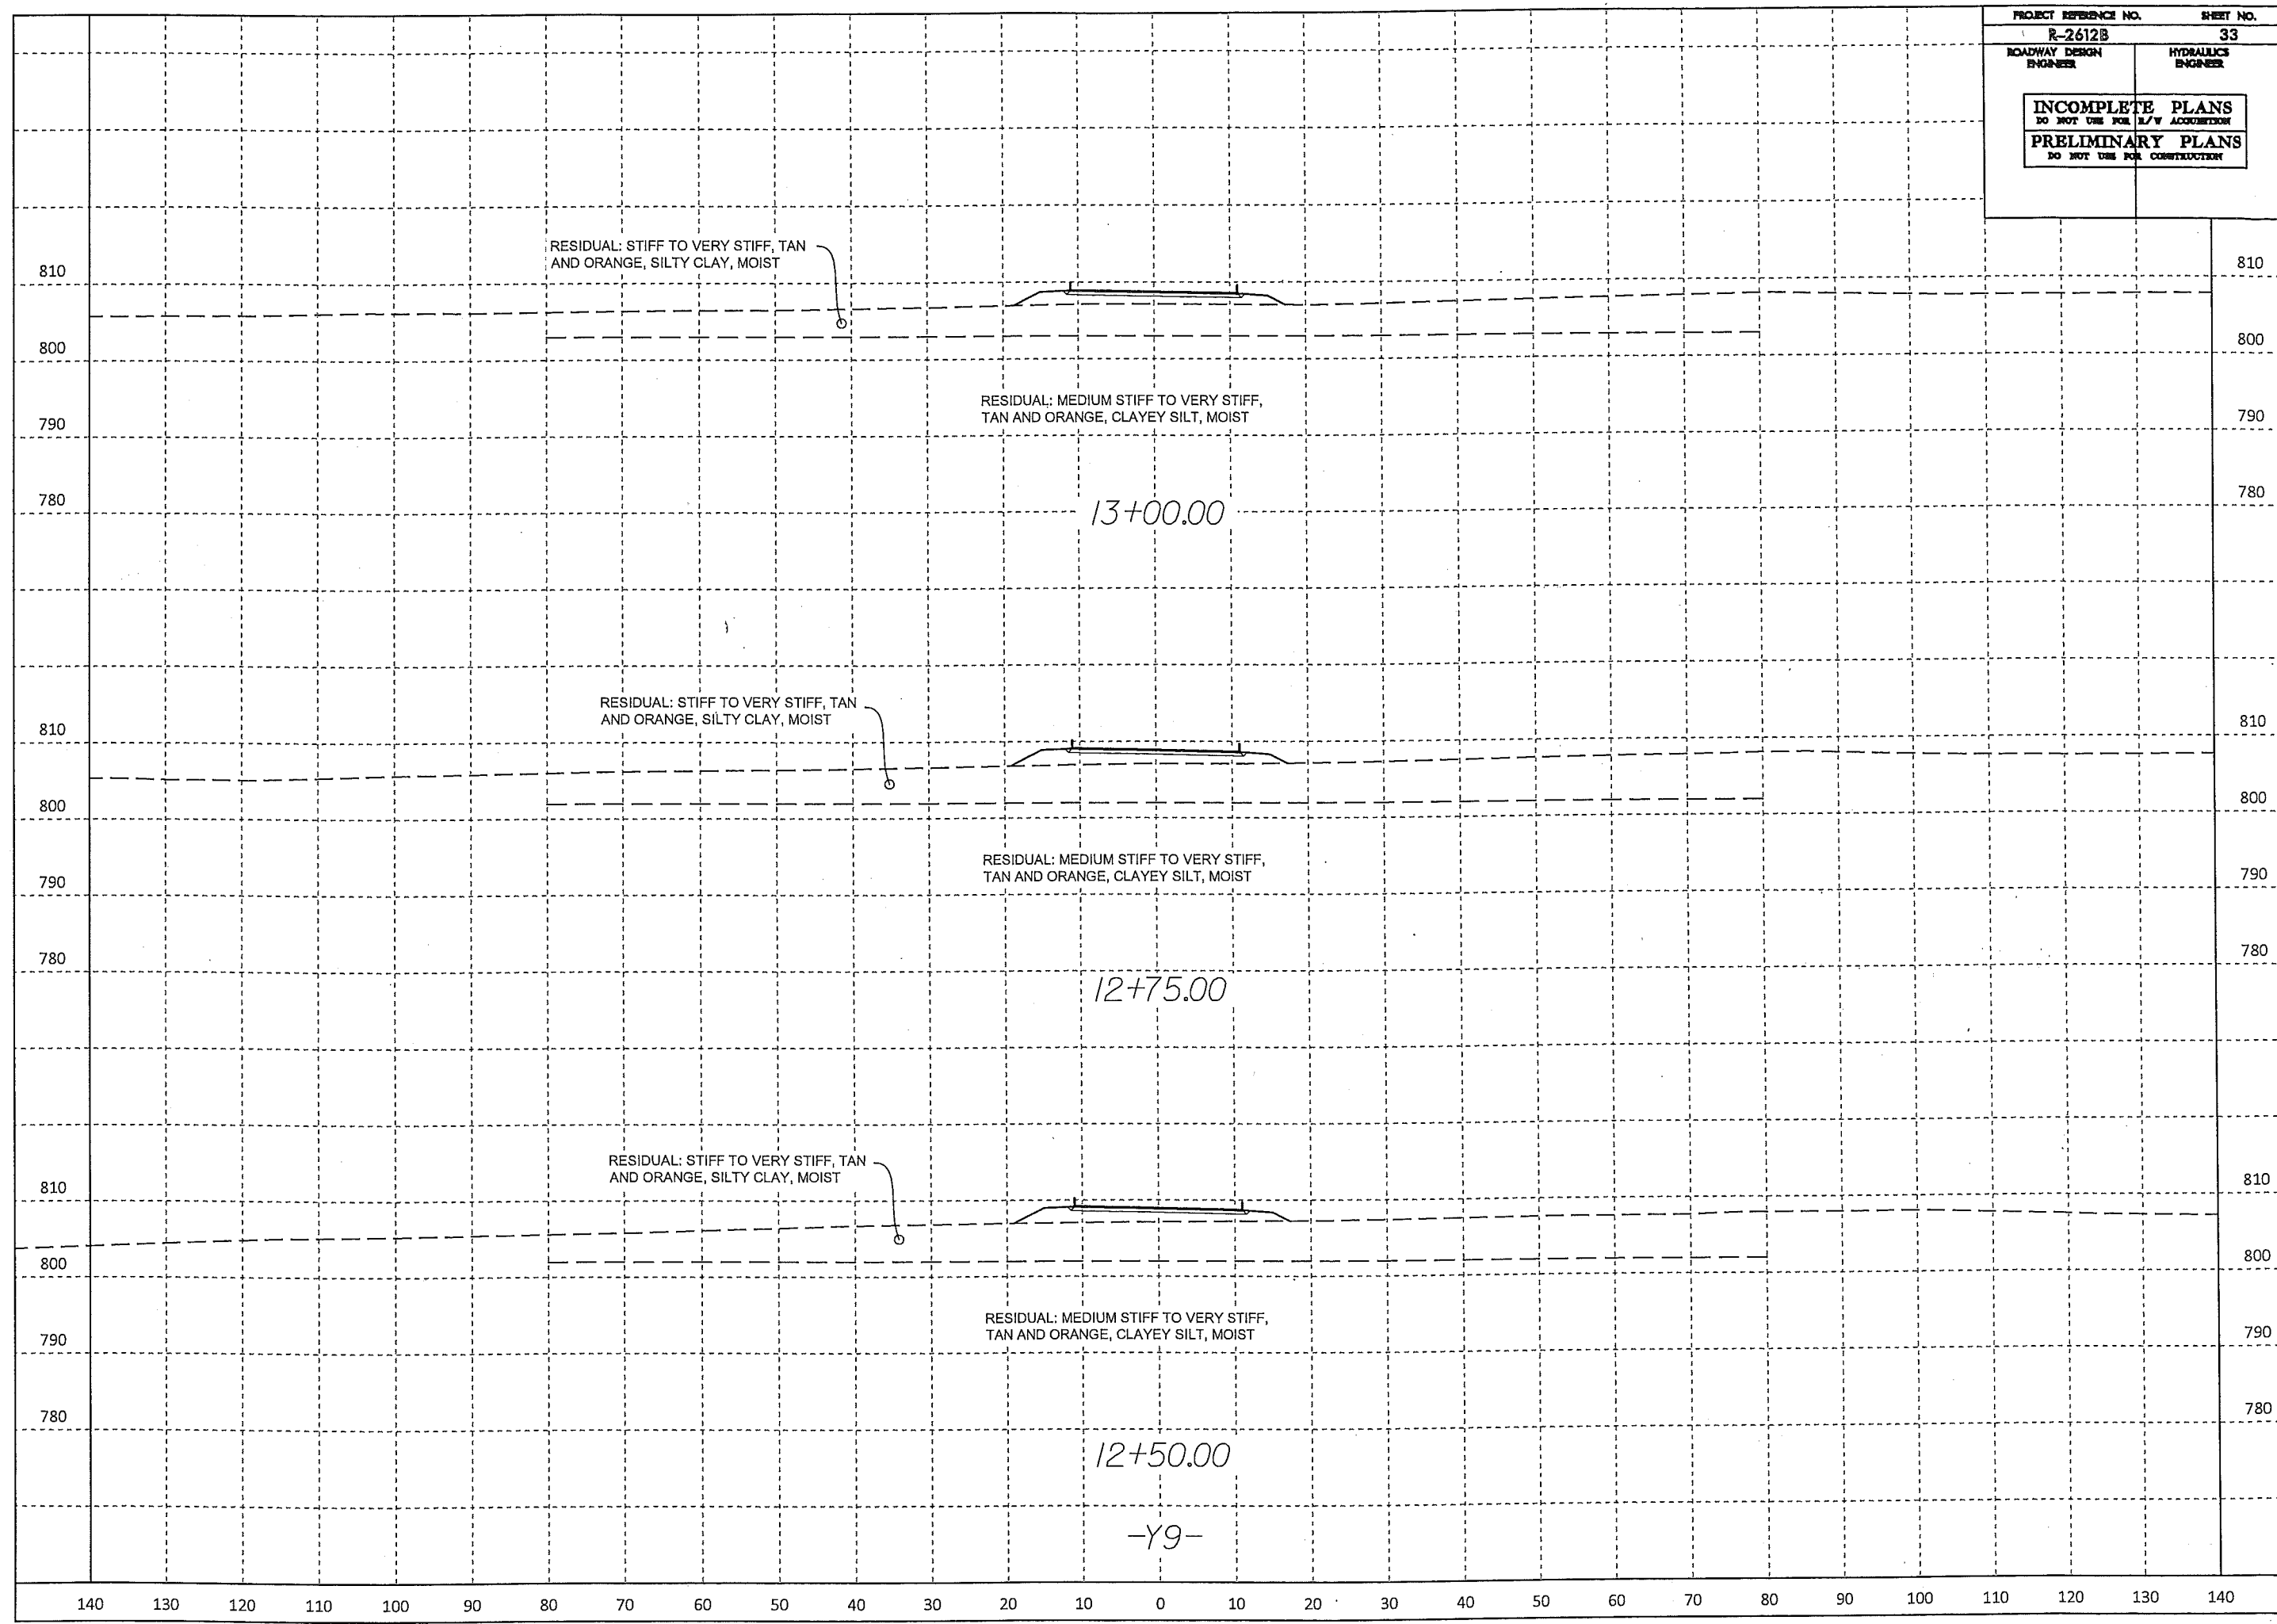 PROJECT REFERENCE NO. SHEET NO.
R-2612B 33
ROADWAY DESIGN ENGINEER HYDRAULICS ENGINEER
INCOMPLETE PLANS
DO NOT USE FOR R/W ACQUISITION
PRELIMINARY PLANS
DO NOT USE FOR CONSTRUCTION
RESIDUAL: STIFF TO VERY STIFF, TAN
AND ORANGE, SILTY CLAY, MOIST
810 810
800 800
RESIDUAL: MEDIUM STIFF TO VERY STIFF,
TAN AND ORANGE, CLAYEY SILT, MOIST
790 790
780 780
13+00.00
RESIDUAL: STIFF TO VERY STIFF, TAN
AND ORANGE, SILTY CLAY, MOIST
810 810
800 800
RESIDUAL: MEDIUM STIFF TO VERY STIFF,
TAN AND ORANGE, CLAYEY SILT, MOIST
790 790
780 780
12+75.00
RESIDUAL: STIFF TO VERY STIFF, TAN
AND ORANGE, SILTY CLAY, MOIST
810 810
800 800
RESIDUAL: MEDIUM STIFF TO VERY STIFF,
TAN AND ORANGE, CLAYEY SILT, MOIST
790 790
780 780
12+50.00
-Y9-
140 130 120 110 100 90 80 70 60 50 40 30 20 10 0 10 20 30 40 50 60 70 80 90 100 110 120 130 140